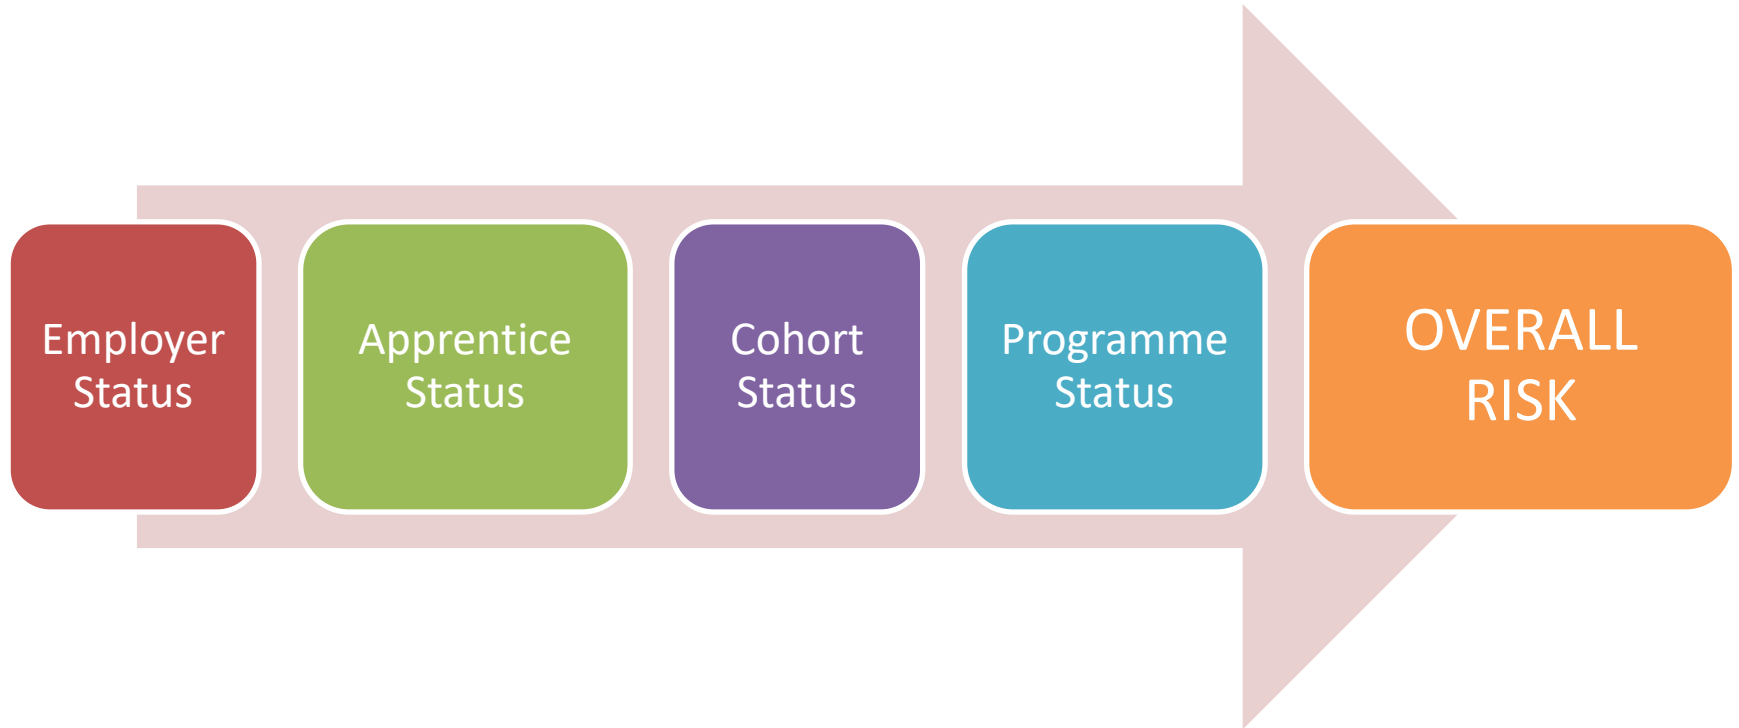 Employer
Status
Apprentice
Status
Cohort
Status
Programme
Status
OVERALL
RISK